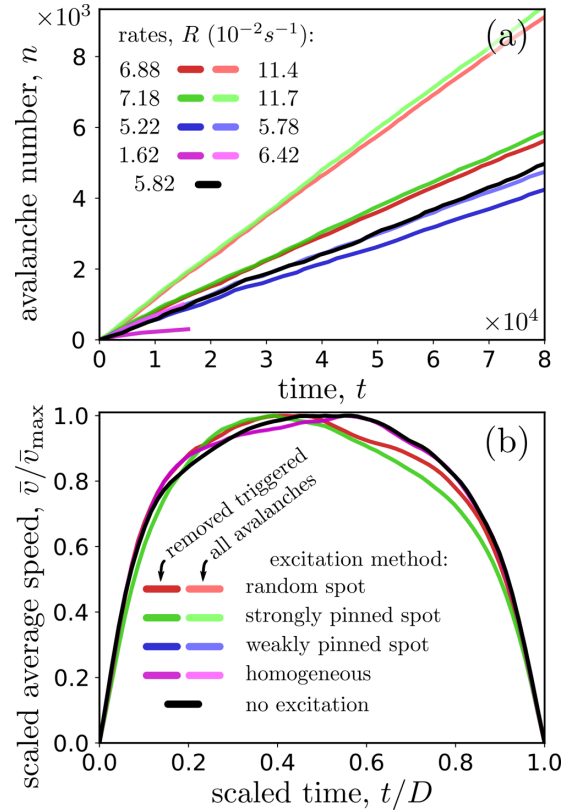 ×10³
rates, R (10⁻²s⁻¹):
(a)
6.88 11.4
7.18 11.7
5.22 5.78
1.62 6.42
5.82
avalanche number, n
8
6
4
2
0
×10⁴
0 1 2 3 4 5 6 7 8
time, t
(b)
scaled average speed, v̄/v̄max
1.0
0.8
0.6
0.4
0.2
0.0
removed triggered
all avalanches
excitation method:
random spot
strongly pinned spot
weakly pinned spot
homogeneous
no excitation
0.0 0.2 0.4 0.6 0.8 1.0
scaled time, t/D